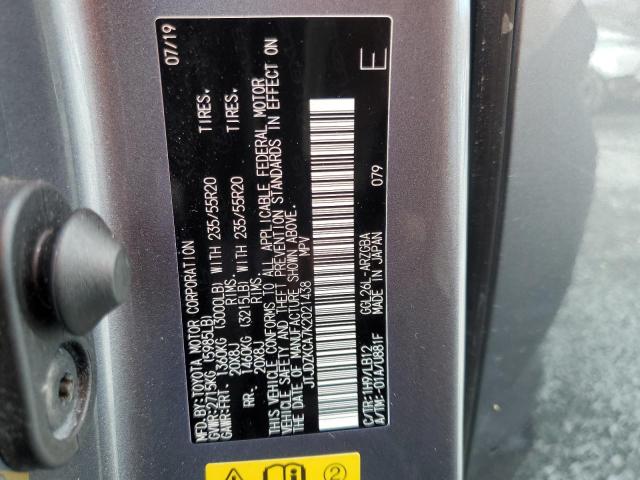 MFD.BY:TOYOTA MOTOR CORPORATION 07/19
GVWR:2715KG (5985LB)
GAWR:FRT. 1360KG (3000LB) WITH 235/55R20 TIRES.
20X8J RIMS.
RR. 1460KG (3215LB) WITH 235/55R20 TIRES.
20X8J RIMS.
THIS VEHICLE CONFORMS TO ALL APPLICABLE FEDERAL MOTOR
VEHICLE SAFETY AND THEFT PREVENTION STANDARDS IN EFFECT ON
THE DATE OF MANUFACTURE SHOWN ABOVE.
JTJDZKCA7K2021438 MPV
E
C/TR:1H9/LB12 GGL26L-ARZGBA 079
A/TM:-01A/U881F MADE IN JAPAN
2